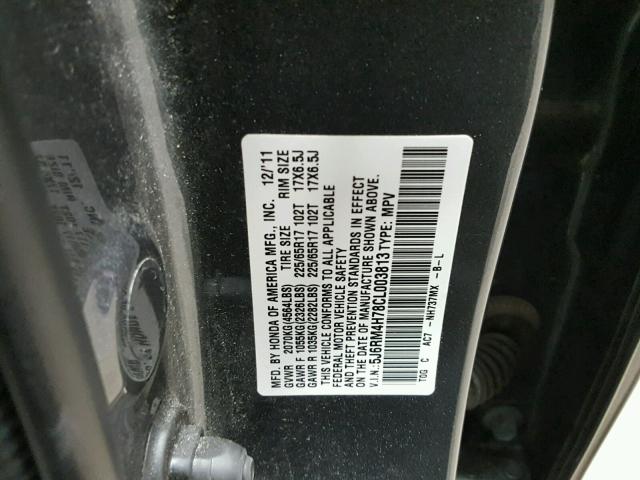 MFD. BY HONDA OF AMERICA MFG., INC. 12/'11
GVWR 2070KG(4564LBS) TIRE SIZE RIM SIZE
GAWR F 1055KG(2326LBS) 225/65R17 102T 17X6.5J
GAWR R 1035KG(2282LBS) 225/65R17 102T 17X6.5J
THIS VEHICLE CONFORMS TO ALL APPLICABLE
FEDERAL MOTOR VEHICLE SAFETY
AND THEFT PREVENTION STANDARDS IN EFFECT
ON THE DATE OF MANUFACTURE SHOWN ABOVE.
V.I.N.: 5J6RM4H78CL003813 TYPE: MPV
TDG C AC7 - NH737MX - B-L